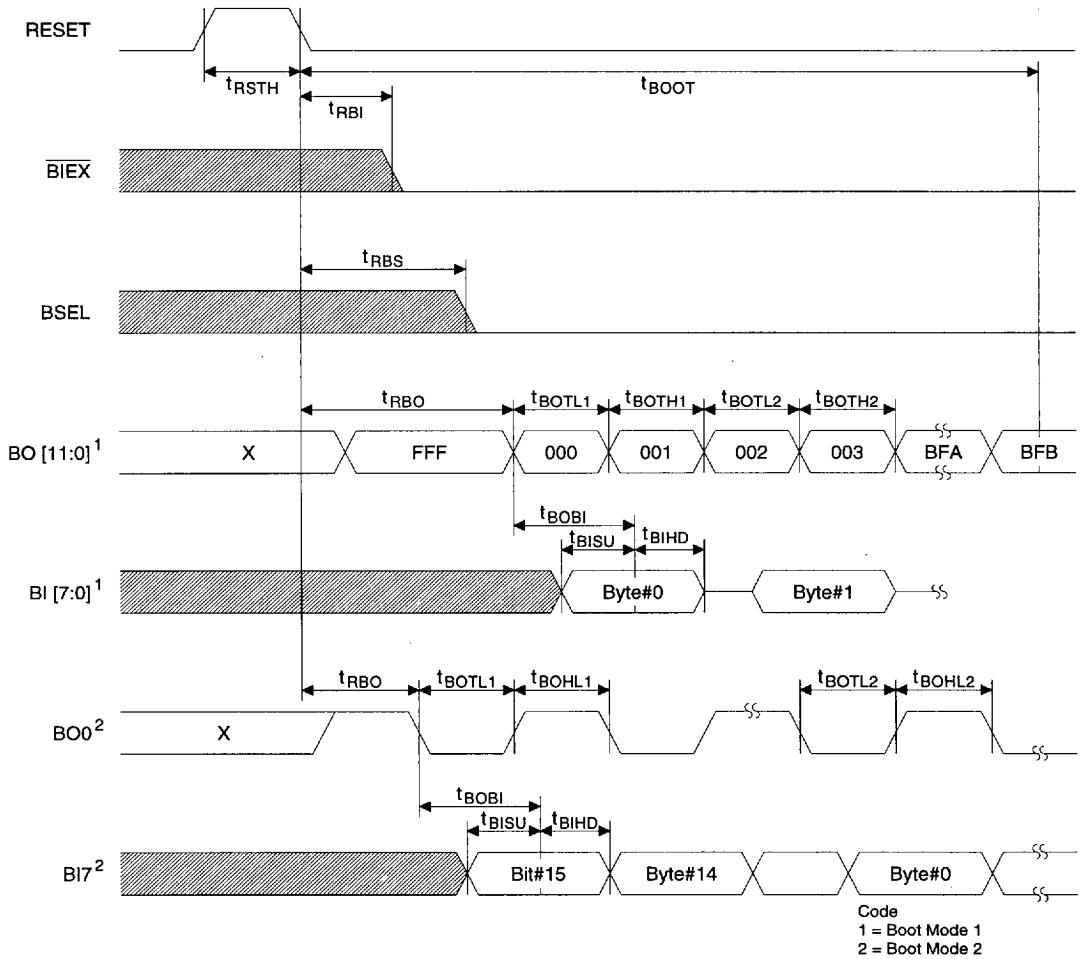 RESET
tRSTH tBOOT
tRBI
BIEX
tRBS
BSEL
tRBO tBOTL1 tBOTH1 tBOTL2 tBOTH2
BO [11:0]1 X FFF 000 001 002 003 BFA BFB
tBOBI
tBISU tBIHD
BI [7:0]1 Byte#0 Byte#1
tRBO tBOTL1 tBOHL1 tBOTL2 tBOHL2
BO02 X
tBOBI
tBISU tBIHD
BI72 Bit#15 Byte#14 Byte#0
Code
1 = Boot Mode 1
2 = Boot Mode 2